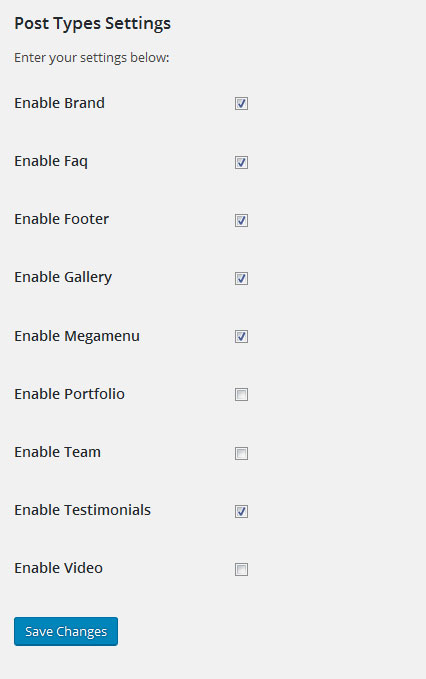 Post Types Settings
Enter your settings below:
Enable Brand
Enable Faq
Enable Footer
Enable Gallery
Enable Megamenu
Enable Portfolio
Enable Team
Enable Testimonials
Enable Video
Save Changes